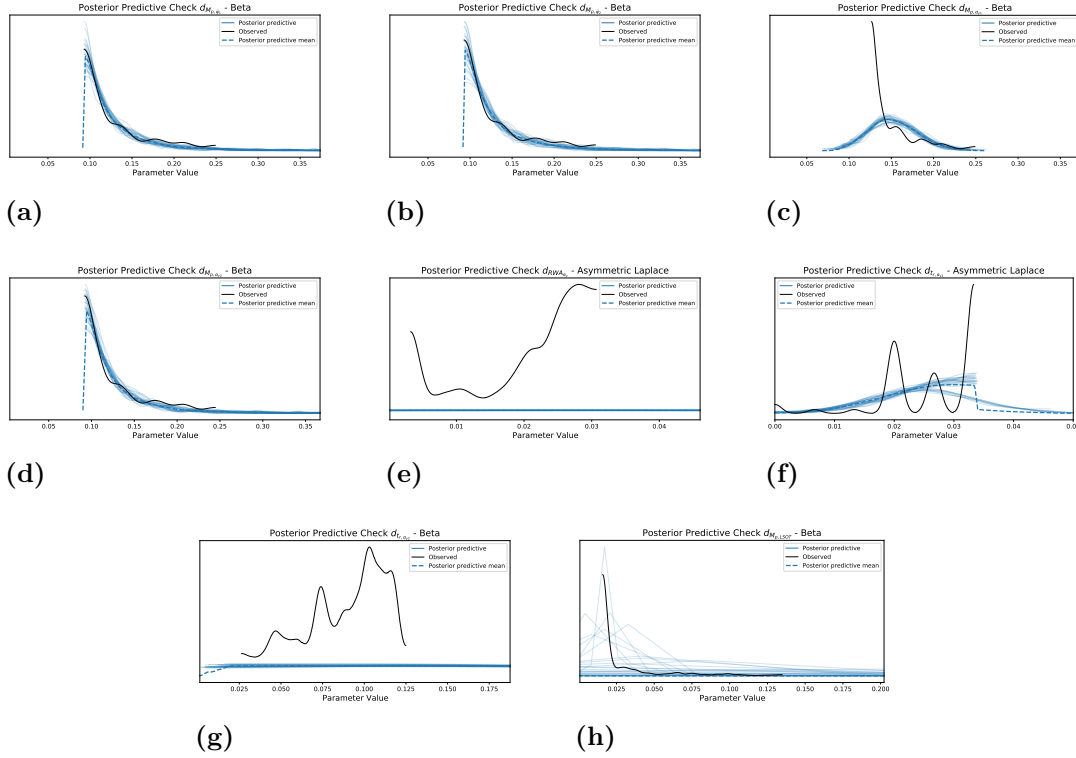 Posterior Predictive Check d_{M_{p,q̇_1}} - Beta
Posterior predictive
Observed
Posterior predictive mean
0.05 0.10 0.15 0.20 0.25 0.30 0.35
Parameter Value
(a)
Posterior Predictive Check - Beta
Posterior predictive
Observed
Posterior predictive mean
0.05 0.10 0.15 0.20 0.25 0.30 0.35
Parameter Value
(b)
Posterior Predictive Check - Beta
Posterior predictive
Observed
Posterior predictive mean
0.05 0.10 0.15 0.20 0.25 0.30 0.35
Parameter Value
(c)
Posterior Predictive Check - Beta
Posterior predictive
Observed
Posterior predictive mean
0.05 0.10 0.15 0.20 0.25 0.30 0.35
Parameter Value
(d)
Posterior Predictive Check - Asymmetric Laplace
Posterior predictive
Observed
Posterior predictive mean
0.01 0.02 0.03 0.04
Parameter Value
(e)
Posterior Predictive Check - Asymmetric Laplace
Posterior predictive
Observed
Posterior predictive mean
0.00 0.01 0.02 0.03 0.04
Parameter Value
(f)
Posterior Predictive Check - Beta
Posterior predictive
Observed
Posterior predictive mean
0.025 0.050 0.075 0.100 0.125 0.150 0.175
Parameter Value
(g)
Posterior Predictive Check d_{M_{p,LSOT}} - Beta
Posterior predictive
Observed
Posterior predictive mean
0.025 0.050 0.075 0.100 0.125 0.150 0.175 0.200
Parameter Value
(h)